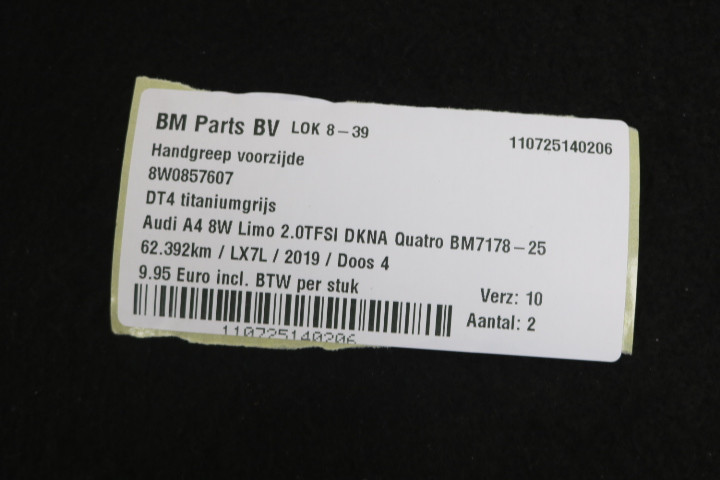 BM Parts BV LOK 8-39 110725140206
Handgreep voorzijde
8W0857607
DT4 titaniumgrijs
Audi A4 8W Limo 2.0TFSI DKNA Quatro BM7178-25
62.392km / LX7L / 2019 / Doos 4
9.95 Euro incl. BTW per stuk Verz: 10
Aantal: 2
110725140206